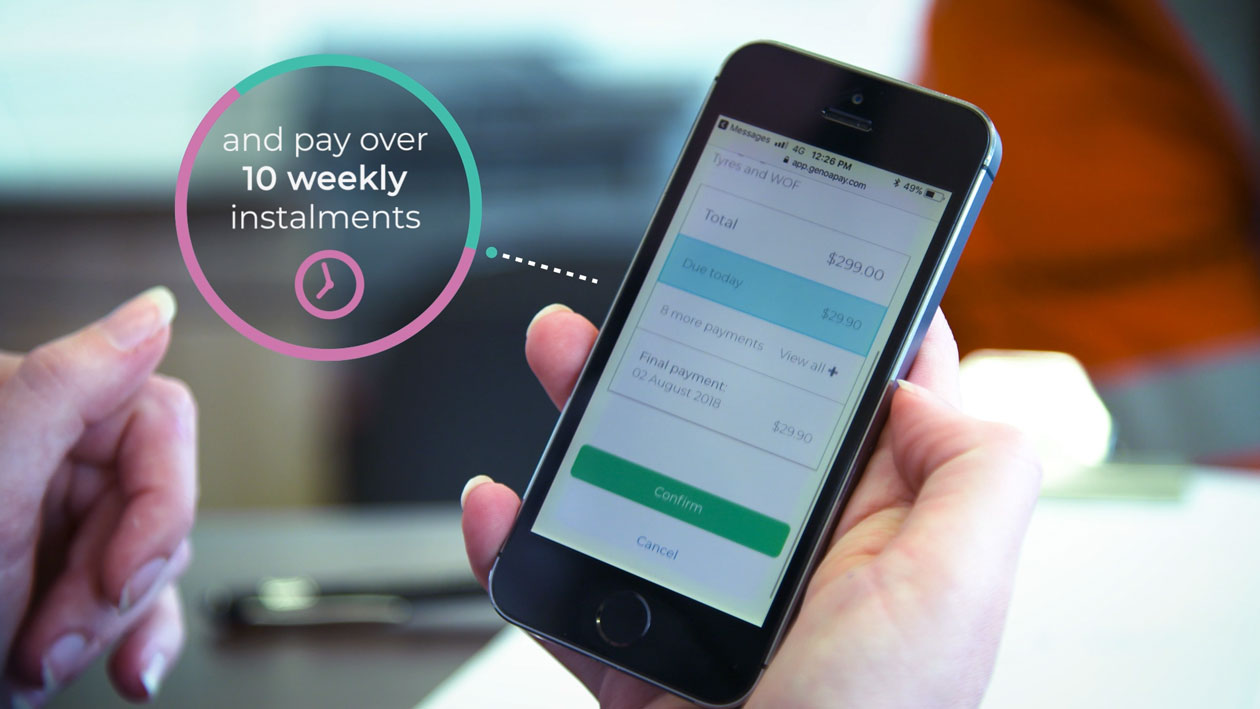 and pay over
10 weekly
instalments
Messages 4G 12:26 PM 49%
app.genoapay.com
Tyres and WOF
Total
$299.00
Due today
$29.90
8 more payments View all +
Final payment:
02 August 2018
$29.90
Confirm
Cancel